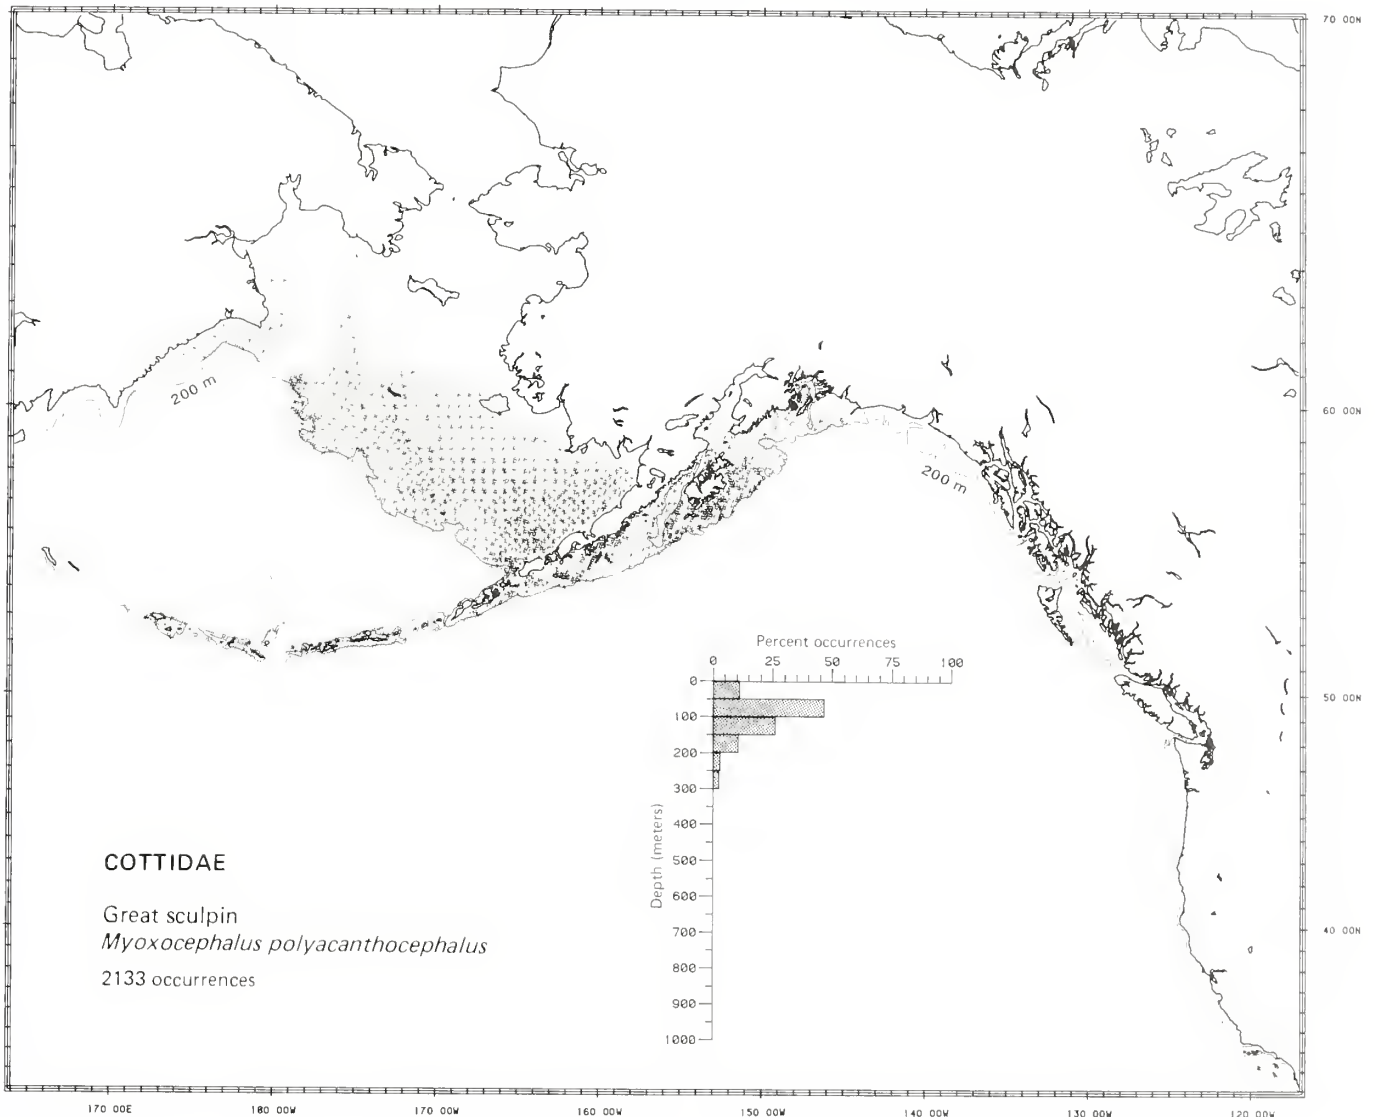 70 00N
200 m
60 00N
200 m
Percent occurrences
0 25 50 75 100
0
100
200
300
400
500
600
700
800
900
1000
Depth (meters)
50 00N
COTTIDAE
Great sculpin
Myoxocephalus polyacanthocephalus
2133 occurrences
40 00N
170 00E 180 00W 170 00W 160 00W 150 00W 140 00W 130 00W 120 00W